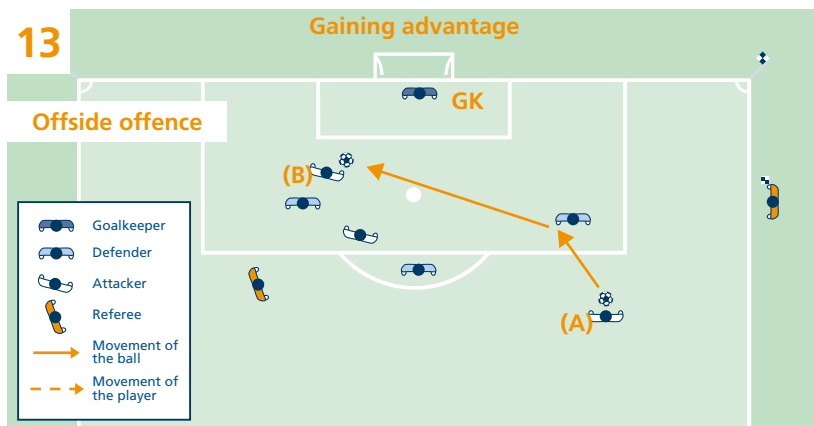 13
Gaining advantage
GK
Offside offence
(B)
Goalkeeper
Defender
Attacker
Referee
Movement of
the ball
Movement of
the player
(A)